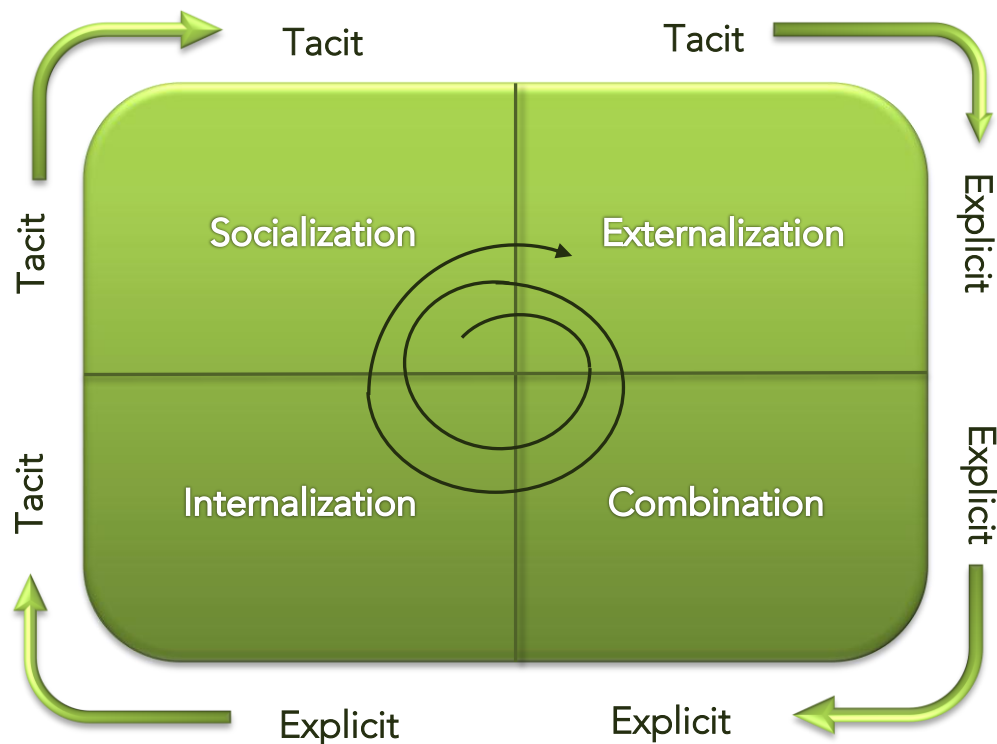 Tacit
Tacit
Tacit
Explicit
Socialization
Externalization
Tacit
Explicit
Internalization
Combination
Explicit
Explicit